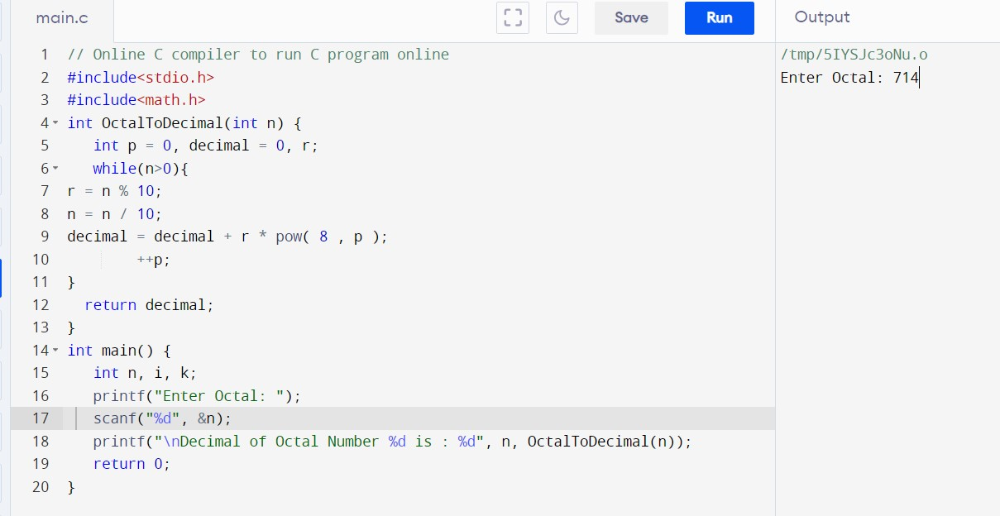 main.c
Save
Run
Output
1 // Online C compiler to run C program online
2 #include<stdio.h>
3 #include<math.h>
4 int OctalToDecimal(int n) {
5 int p = 0, decimal = 0, r;
6 while(n>0){
7 r = n % 10;
8 n = n / 10;
9 decimal = decimal + r * pow( 8 , p );
10 ++p;
11 }
12 return decimal;
13 }
14 int main() {
15 int n, i, k;
16 printf("Enter Octal: ");
17 scanf("%d", &n);
18 printf("\nDecimal of Octal Number %d is : %d", n, OctalToDecimal(n));
19 return 0;
20 }
/tmp/5IYSJc3oNu.o
Enter Octal: 714